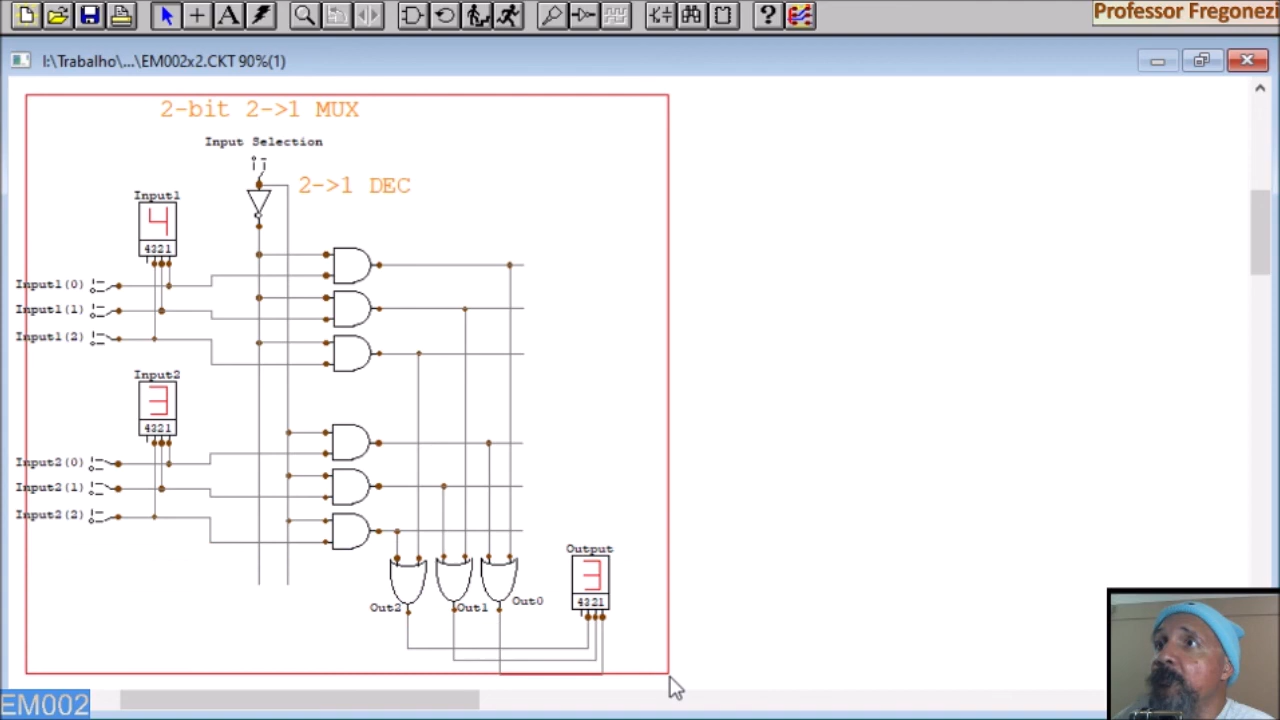 Professor Fregonezi
A
?
I:\Trabalho\...\EM002x2.CKT 90%(1)
2-bit 2->1 MUX
Input Selection
2->1 DEC
Input1
4
4321
Input1(0)
Input1(1)
Input1(2)
Input2
3
4321
Input2(0)
Input2(1)
Input2(2)
Output
3
4321
Out2
Out1
Out0
EM002